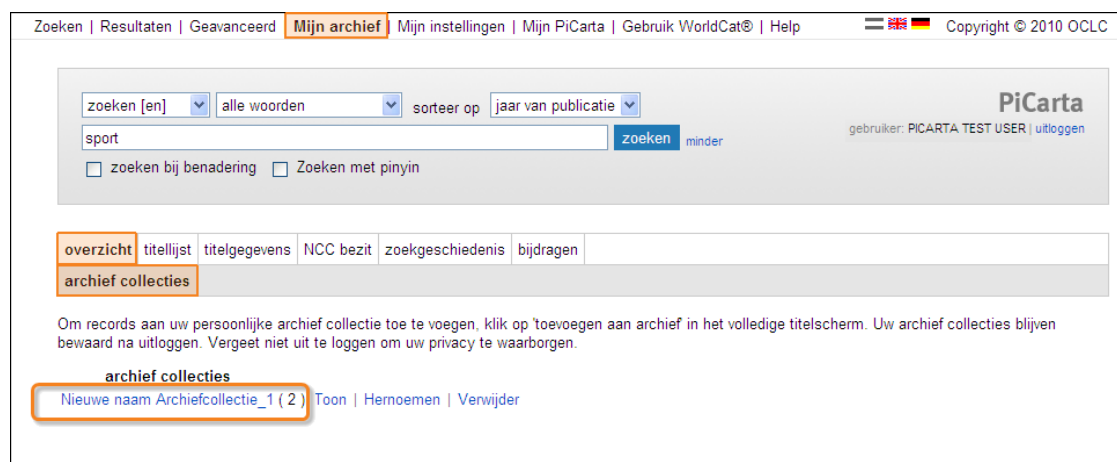 Zoeken | Resultaten | Geavanceerd | Mijn archief | Mijn instellingen | Mijn PiCarta | Gebruik WorldCat® | Help Copyright © 2010 OCLC
zoeken [en] alle woorden sorteer op jaar van publicatie PiCarta
gebruiker: PICARTA TEST USER | uitloggen
sport zoeken minder
zoeken bij benadering Zoeken met pinyin
overzicht titellijst titelgegevens NCC bezit zoekgeschiedenis bijdragen
archief collecties
Om records aan uw persoonlijke archief collectie toe te voegen, klik op 'toevoegen aan archief' in het volledige titelscherm. Uw archief collecties blijven
bewaard na uitloggen. Vergeet niet uit te loggen om uw privacy te waarborgen.
archief collecties
Nieuwe naam Archiefcollectie_1 ( 2 ) Toon | Hernoemen | Verwijder